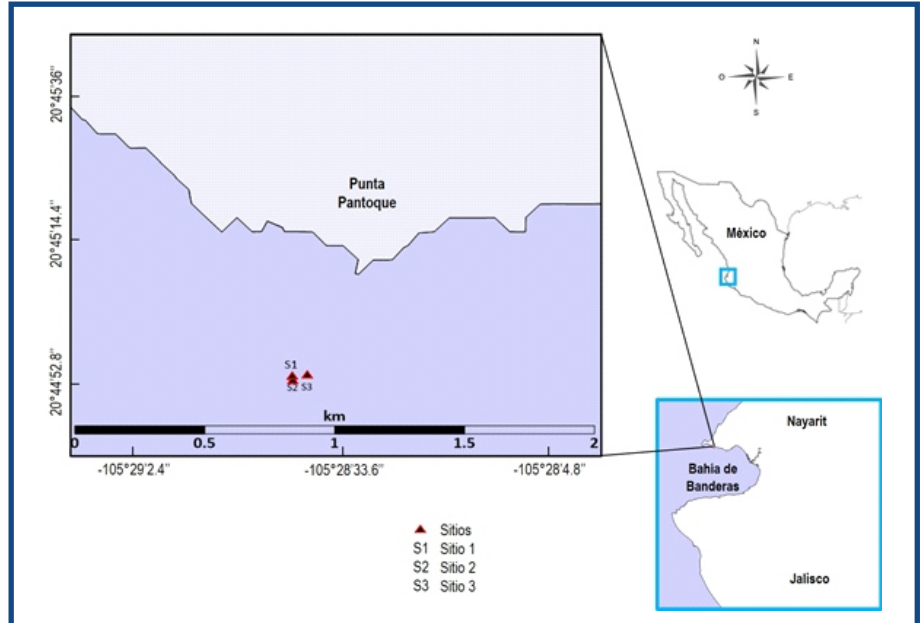 N
O
E
S
20°45'36"
20°45'14.4"
20°44'52.8"
Punta
Pantoque
S1
S2 S3
km
0 0.5 1 1.5 2
-105°29'2.4"
-105°28'33.6"
-105°28'4.8"
México
Nayarit
Bahia de
Banderas
Jalisco
Sitios
S1 Sitio 1
S2 Sitio 2
S3 Sitio 3